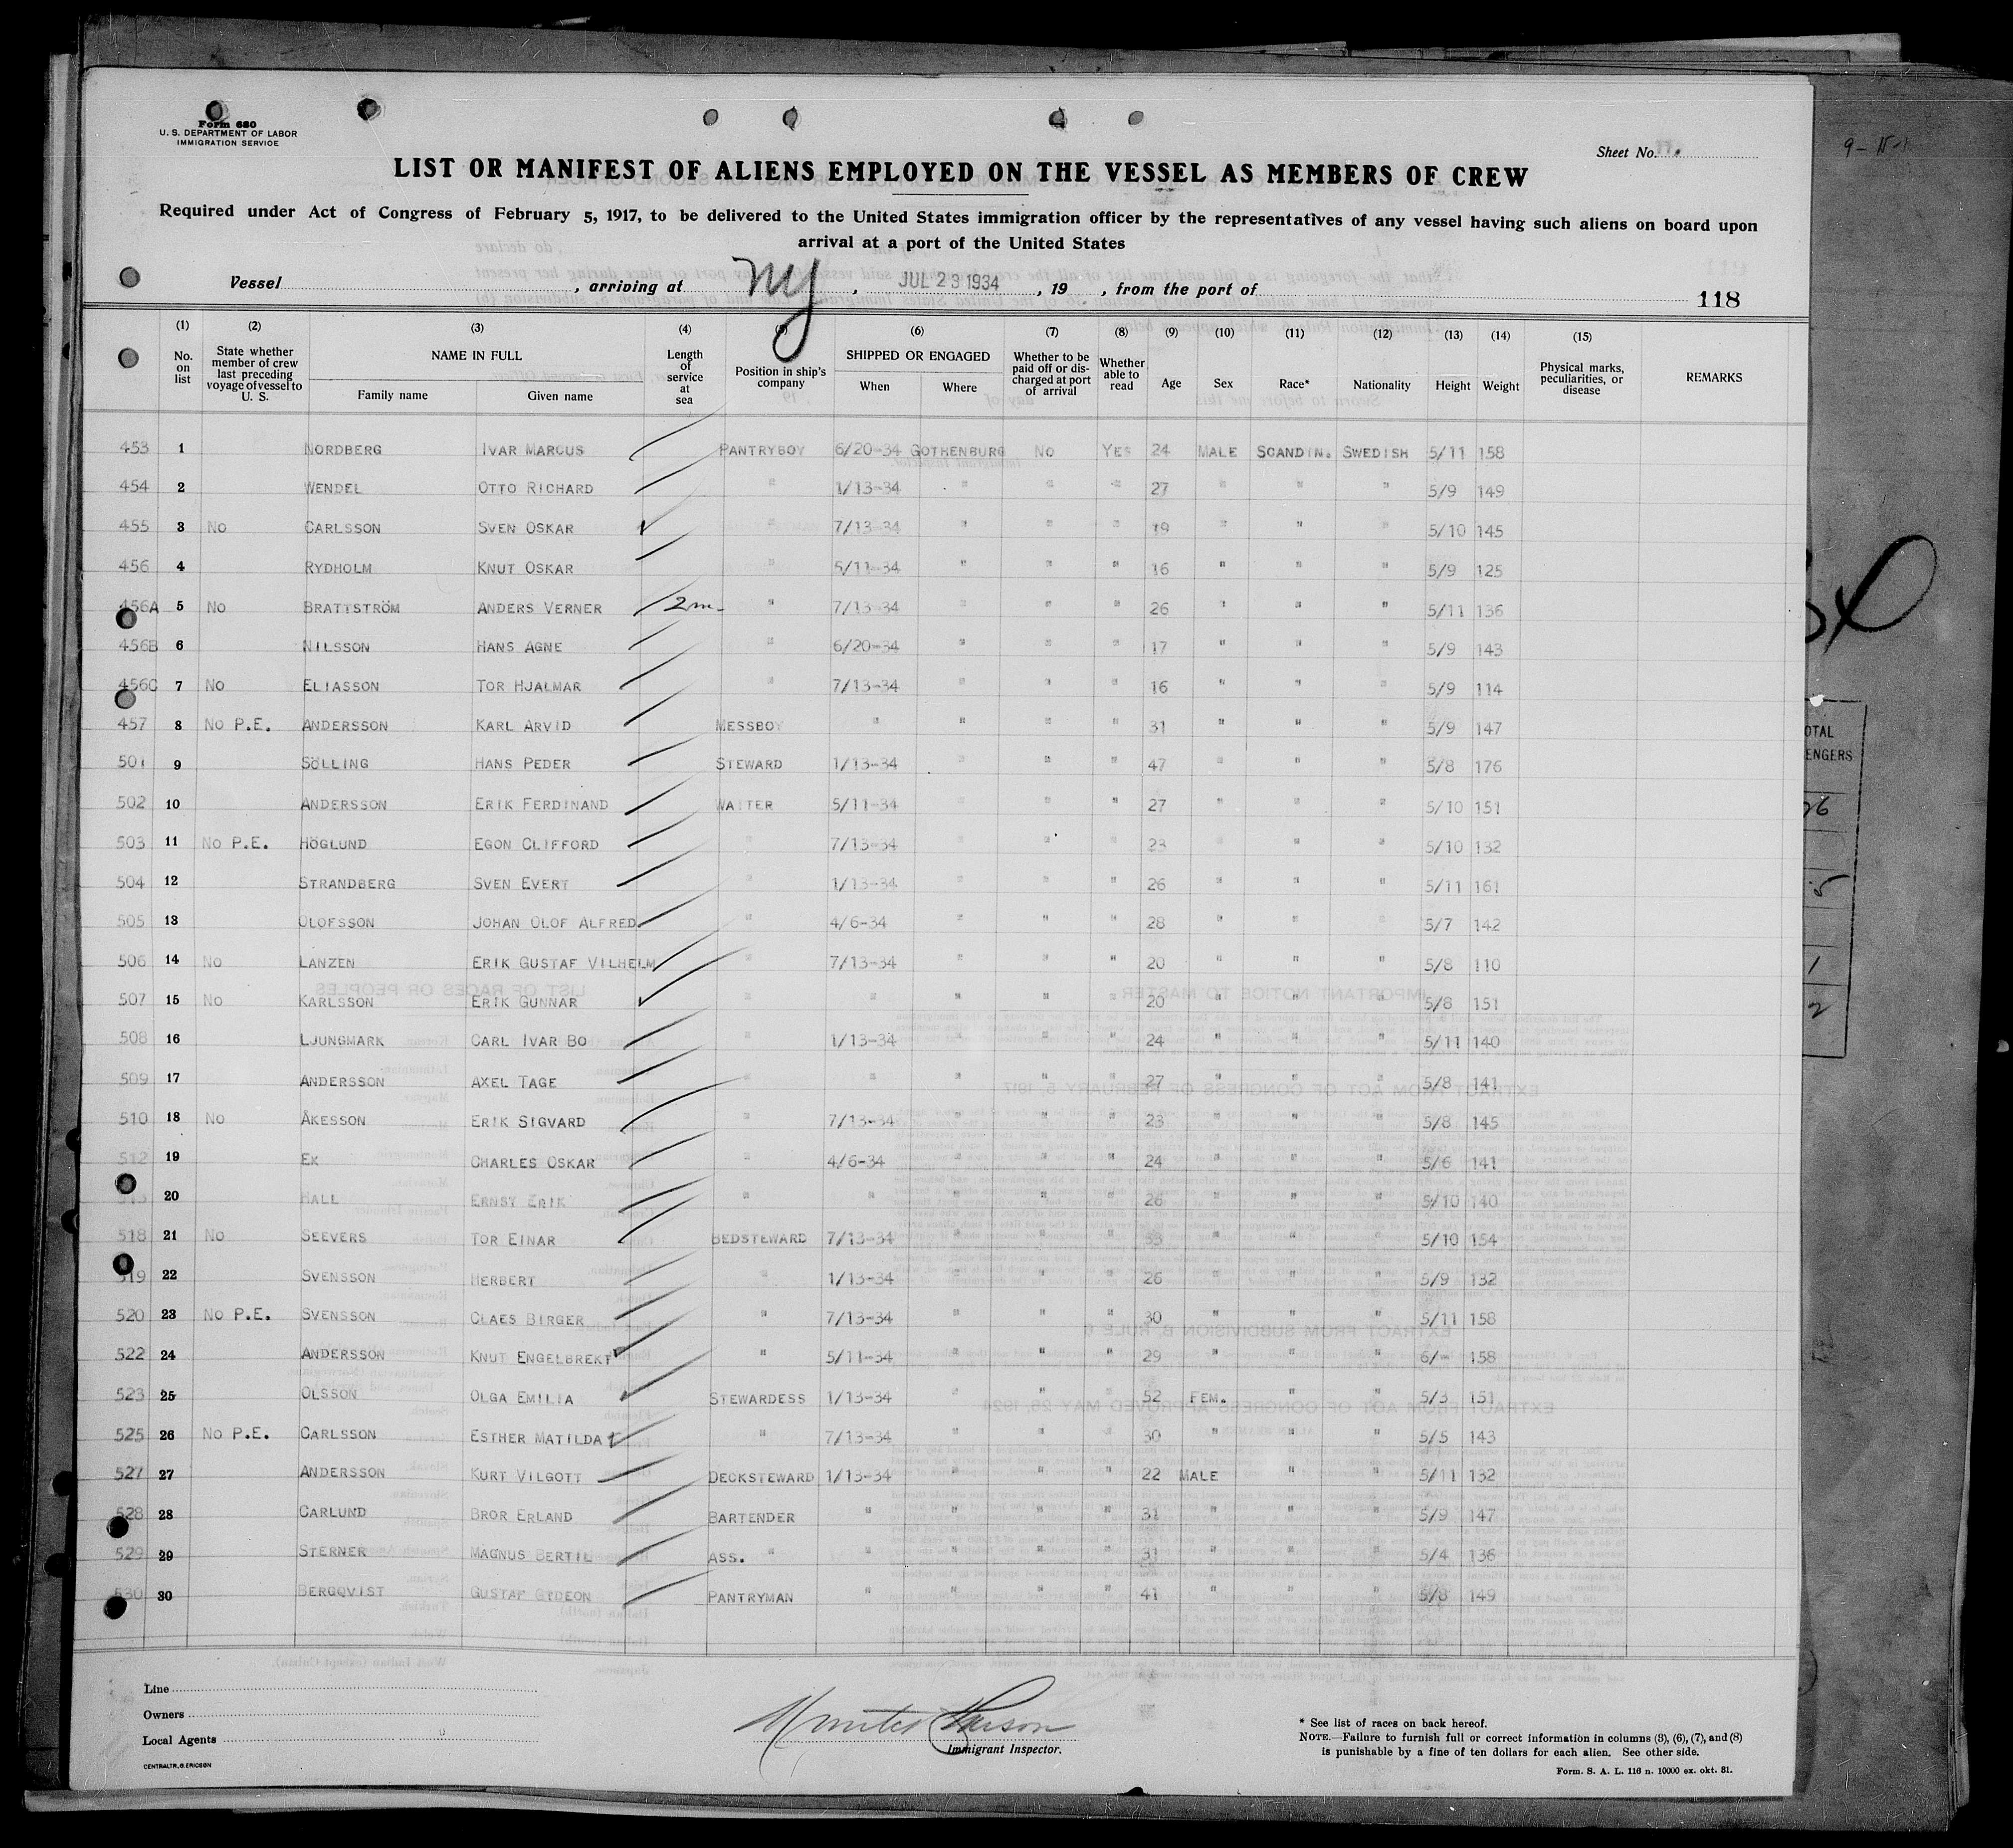 Form 680
U. S. DEPARTMENT OF LABOR
IMMIGRATION SERVICE
Sheet No.
9-15-1
LIST OR MANIFEST OF ALIENS EMPLOYED ON THE VESSEL AS MEMBERS OF CREW
Required under Act of Congress of February 5, 1917, to be delivered to the United States immigration officer by the representatives of any vessel having such aliens on board upon
arrival at a port of the United States
Vessel , arriving at NY , JUL 23 1934 , 19 , from the port of 118
(1) No. on list (2) State whether member of crew last preceding voyage of vessel to U. S. (3) NAME IN FULL Family name Given name (4) Length of service at sea (5) Position in ship's company (6) SHIPPED OR ENGAGED When Where (7) Whether to be paid off or discharged at port of arrival (8) Whether able to read (9) Age (10) Sex (11) Race* (12) Nationality (13) Height (14) Weight (15) Physical marks, peculiarities, or disease REMARKS
453 1 NORDBERG IVAR MARCUS PANTRYBOY 6/20-34 GOTHENBURG NO YES 24 MALE SCANDIN. SWEDISH 5/11 158
454 2 WENDEL OTTO RICHARD " 1/13-34 " " " 27 " " " 5/9 149
455 3 NO CARLSSON SVEN OSKAR " 7/13-34 " " " 19 " " " 5/10 145
456 4 RYDHOLM KNUT OSKAR " 5/11-34 " " " 16 " " " 5/9 125
456A 5 NO BRATTSTRÖM ANDERS VERNER 2m " 7/13-34 " " " 26 " " " 5/11 136
456B 6 NILSSON HANS AGNE " 6/20-34 " " " 17 " " " 5/9 143
456C 7 NO ELIASSON TOR HJALMAR " 7/13-34 " " " 16 " " " 5/9 114
457 8 NO P.E. ANDERSSON KARL ARVID MESSBOY " " " " 31 " " " 5/9 147
501 9 SÖLLING HANS PEDER STEWARD 1/13-34 " " " 47 " " " 5/8 176
502 10 ANDERSSON ERIK FERDINAND WAITER 5/11-34 " " " 27 " " " 5/10 151
503 11 NO P.E. HÖGLUND EGON CLIFFORD " 7/13-34 " " " 23 " " " 5/10 132
504 12 STRANDBERG SVEN EVERT " 1/13-34 " " " 26 " " " 5/11 161
505 13 OLOFSSON JOHAN OLOF ALFRED " 4/6-34 " " " 28 " " " 5/7 142
506 14 NO LANZEN ERIK GUSTAF VILHELM " 7/13-34 " " " 20 " " " 5/8 110
507 15 NO KARLSSON ERIK GUNNAR " " " " " 20 " " " 5/8 151
508 16 LJUNGMARK CARL IVAR BO " 1/13-34 " " " 24 " " " 5/11 140
509 17 ANDERSSON AXEL TAGE " " " " " 27 " " " 5/8 141
510 18 NO ÅKESSON ERIK SIGVARD " 7/13-34 " " " 23 " " " 5/8 145
512 19 EK CHARLES OSKAR " 4/6-34 " " " 24 " " " 5/6 141
20 HALL ERNST ERIK " " " " " 26 " " " 5/10 140
518 21 NO SEEVERS TOR EINAR BEDSTEWARD 7/13-34 " " " 33 " " " 5/10 154
519 22 SVENSSON HERBERT " 1/13-34 " " " 26 " " " 5/9 132
520 23 NO P.E. SVENSSON CLAES BIRGER " 7/13-34 " " " 30 " " " 5/11 158
522 24 ANDERSSON KNUT ENGELBREKT " 5/11-34 " " " 29 " " " 6/- 158
523 25 OLSSON OLGA EMILIA STEWARDESS 1/13-34 " " " 52 FEM. " " 5/3 151
525 26 NO P.E. CARLSSON ESTHER MATILDA " 7/13-34 " " " 30 " " " 5/5 143
527 27 ANDERSSON KURT VILGOTT DECKSTEWARD 1/13-34 " " " 22 MALE " " 5/11 132
528 28 CARLUND BROR ERLAND BARTENDER " " " " 31 " " " 5/9 147
529 29 STERNER MAGNUS BERTIL ASS. " " " " " 31 " " " 5/4 136
530 30 BERGQVIST GUSTAF GIDEON PANTRYMAN " " " " 41 " " " 5/8 149
Line
Owners
Local Agents
CENTRALTR., G. ERICSON
Immigrant Inspector.
* See list of races on back hereof.
NOTE.—Failure to furnish full or correct information in columns (3), (6), (7), and (8)
is punishable by a fine of ten dollars for each alien. See other side.
Form. S. A. L. 116 n. 10000 ex. okt. 31.